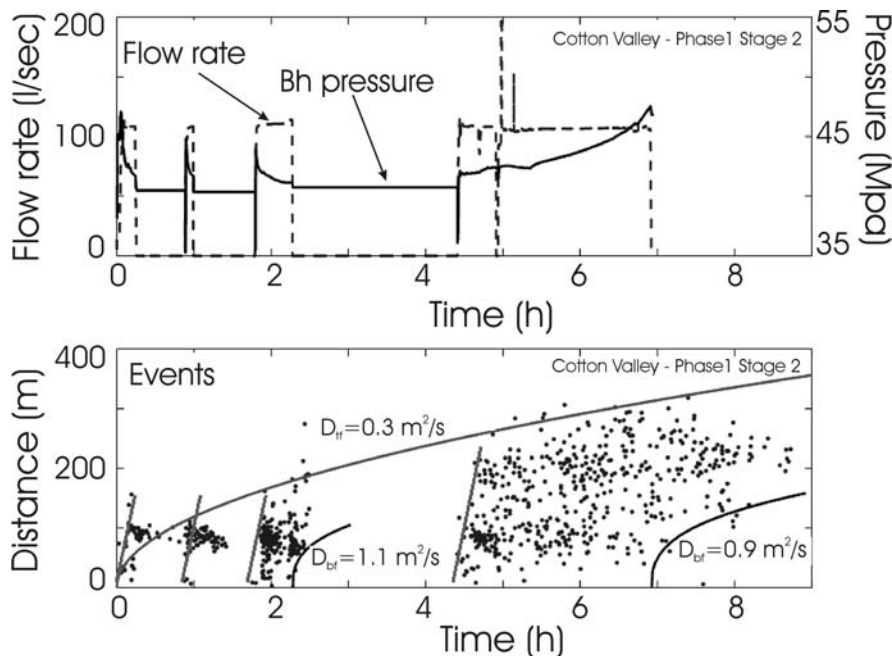 Cotton Valley - Phase1 Stage 2
Flow rate
Bh pressure
Flow rate (l/sec)
200
100
0
Pressure (Mpa)
55
45
35
0 2 4 6 8
Time (h)
Cotton Valley - Phase1 Stage 2
Events
Distance (m)
400
200
0
D_tf=0.3 m²/s
D_bf=1.1 m²/s
D_bf=0.9 m²/s
0 2 4 6 8
Time (h)